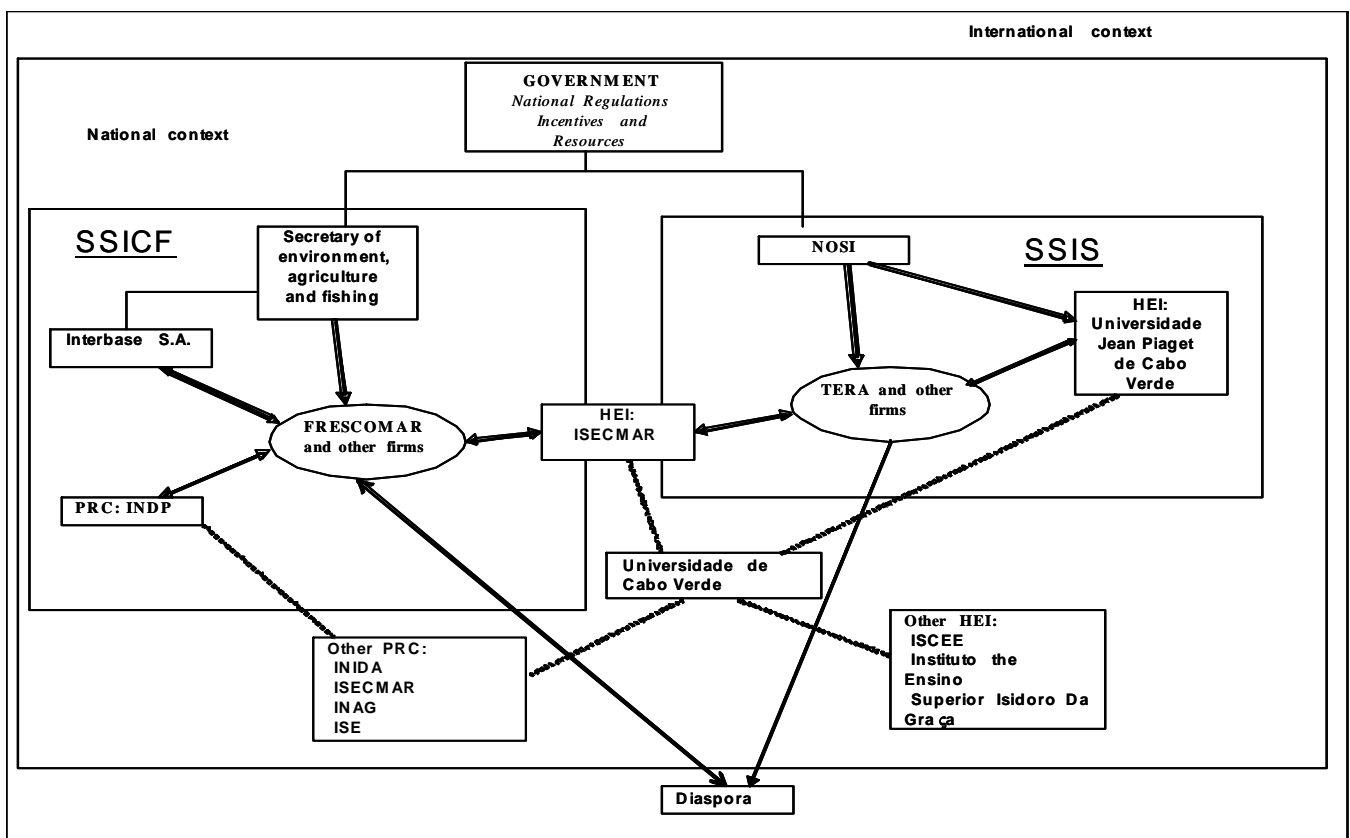 International context
GOVERNMENT
National Regulations
Incentives and
Resources
National context
SSICF
Secretary of
environment,
agriculture
and fishing
NOSI
SSIS
HEI:
Universidade
Jean Piaget
de Cabo
Verde
Interbase S.A.
TERA and other
firms
FRESCOMAR
and other firms
HEI:
ISECMAR
PRC: INDP
Universidade de
Cabo Verde
Other PRC:
INIDA
ISECMAR
INAG
ISE
Other HEI:
ISCEE
Instituto the
Ensino
Superior Isidoro Da
Graça
Diaspora